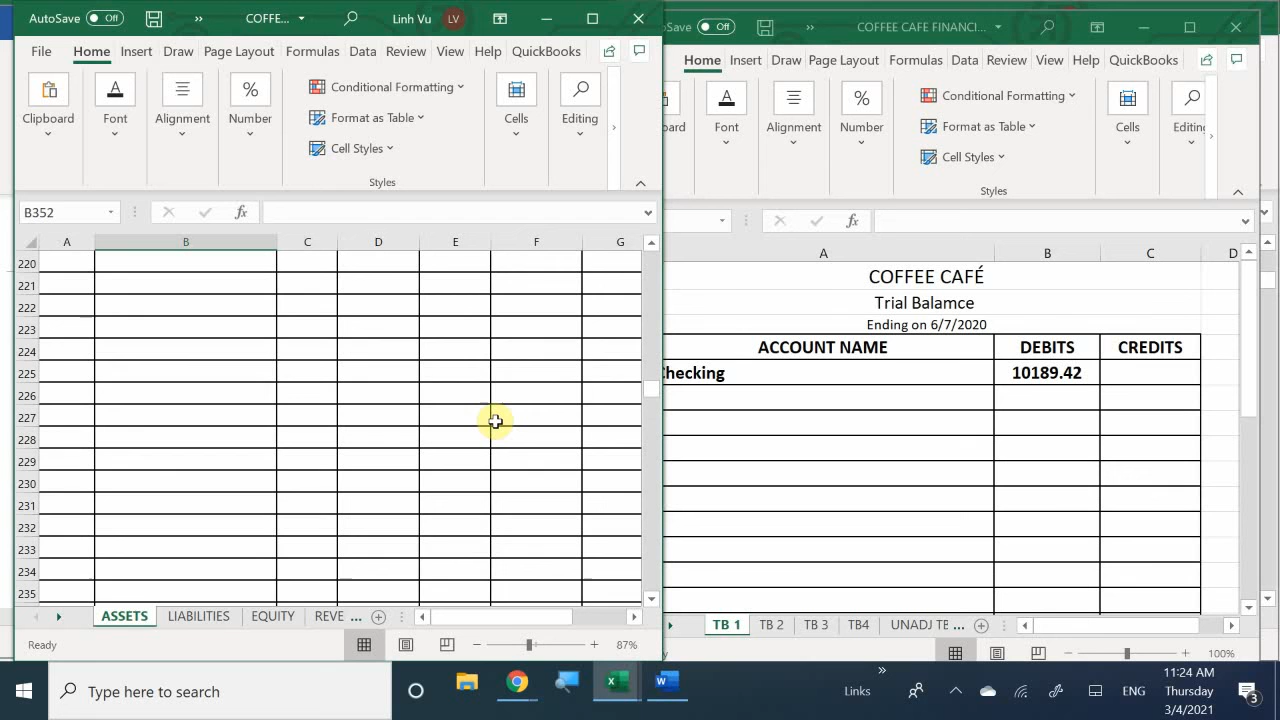 AutoSave Off COFFE... Linh Vu LV
File Home Insert Draw Page Layout Formulas Data Review View Help QuickBooks
Clipboard Font Alignment Number Conditional Formatting Format as Table Cell Styles Styles Cells Editing
B352
A B C D E F G
220
221
222
223
224
225
226
227
228
229
230
231
232
233
234
235
ASSETS LIABILITIES EQUITY REVE ...
Ready 87%
Save Off COFFEE CAFE FINANCI...
Home Insert Draw Page Layout Formulas Data Review View Help QuickBooks
ard Font Alignment Number Conditional Formatting Format as Table Cell Styles Styles Cells Editing
A B C D
COFFEE CAFÉ
Trial Balamce
Ending on 6/7/2020
ACCOUNT NAME DEBITS CREDITS
Checking 10189.42
TB 1 TB 2 TB 3 TB4 UNADJ TE ...
100%
Type here to search
Links ENG
11:24 AM
Thursday
3/4/2021
3